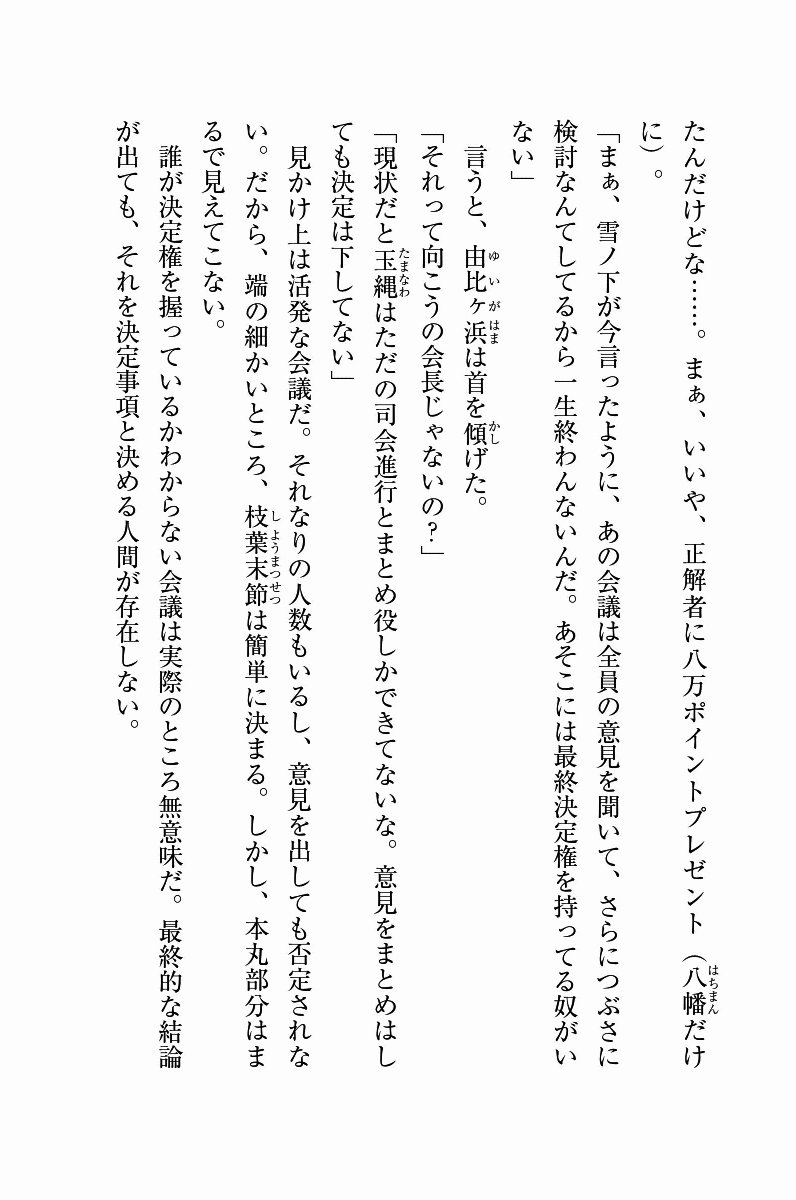 たんだけどな……。まぁ、いいや、正解者に八万ポイントプレゼント（八幡だけ
に）。
「まぁ、雪ノ下が今言ったように、あの会議は全員の意見を聞いて、さらにつぶさに
検討なんてしてるから一生終わんないんだ。あそこには最終決定権を持ってる奴がい
ない」
　言うと、由比ヶ浜は首を傾げた。
「それって向こうの会長じゃないの？」
「現状だと玉縄はただの司会進行とまとめ役しかできてないな。意見をまとめはし
ても決定は下してない」
　見かけ上は活発な会議だ。それなりの人数もいるし、意見を出しても否定されな
い。だから、端の細かいところ、枝葉末節は簡単に決まる。しかし、本丸部分はま
るで見えてこない。
　誰が決定権を握っているかわからない会議は実際のところ無意味だ。最終的な結論
が出ても、それを決定事項と決める人間が存在しない。